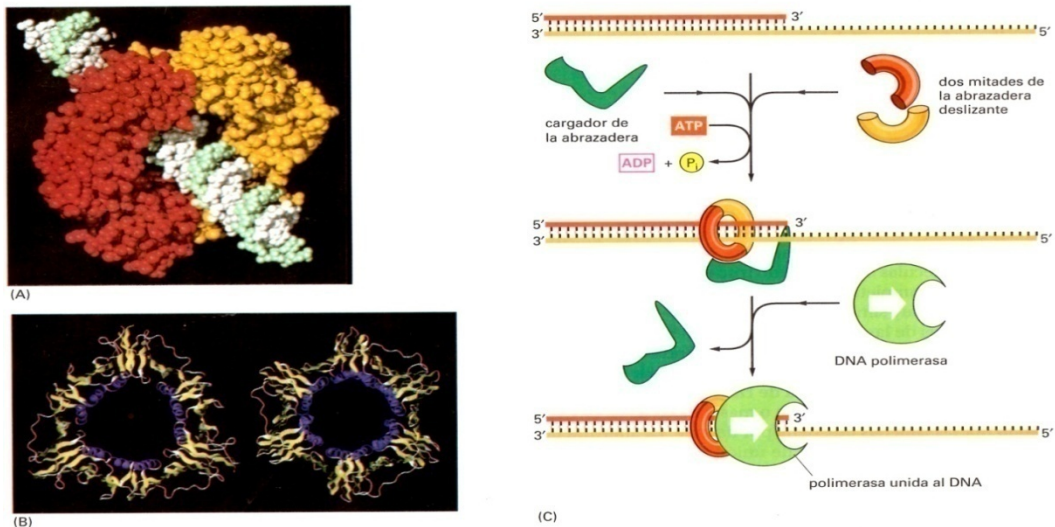 (A)
(B)
5′ 3′
3′ 5′
cargador de
la abrazadera
dos mitades de
la abrazadera
deslizante
ATP
ADP + Pi
5′ 3′
3′ 5′
DNA polimerasa
5′ 3′
3′ 5′
polimerasa unida al DNA
(C)